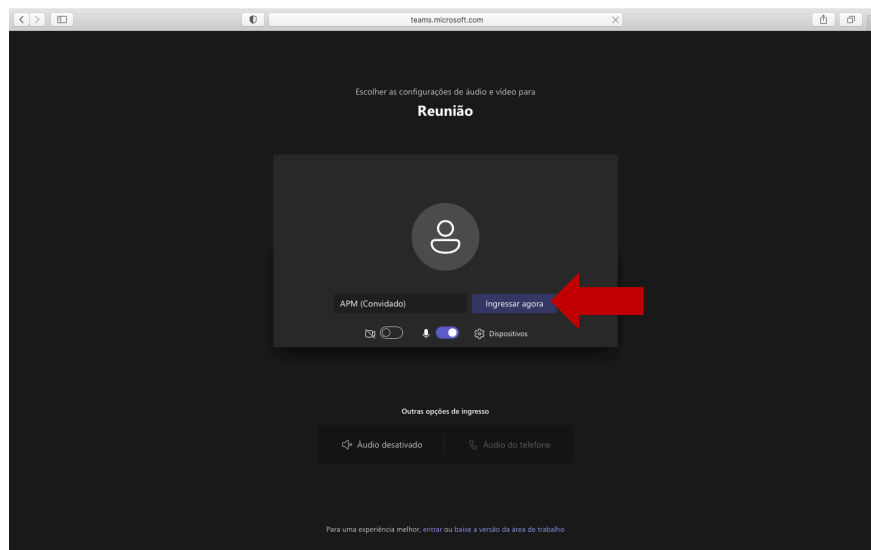 teams.microsoft.com
Escolher as configurações de áudio e vídeo para
Reunião
APM (Convidado)
Ingressar agora
Dispositivos
Outras opções de ingresso
Áudio desativado
Áudio do telefone
Para uma experiência melhor, entrar ou baixe a versão da área de trabalho